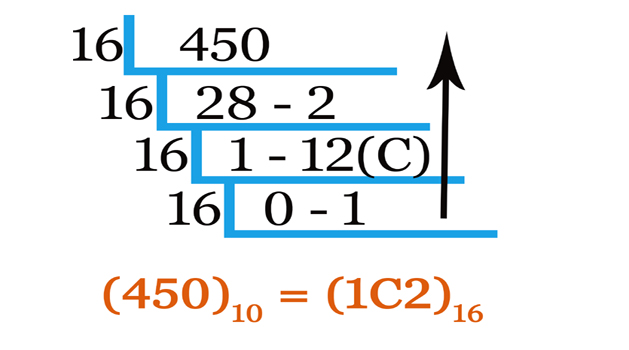 16 450
16 28 - 2
16 1 - 12(C)
16 0 - 1
(450)₁₀ = (1C2)₁₆